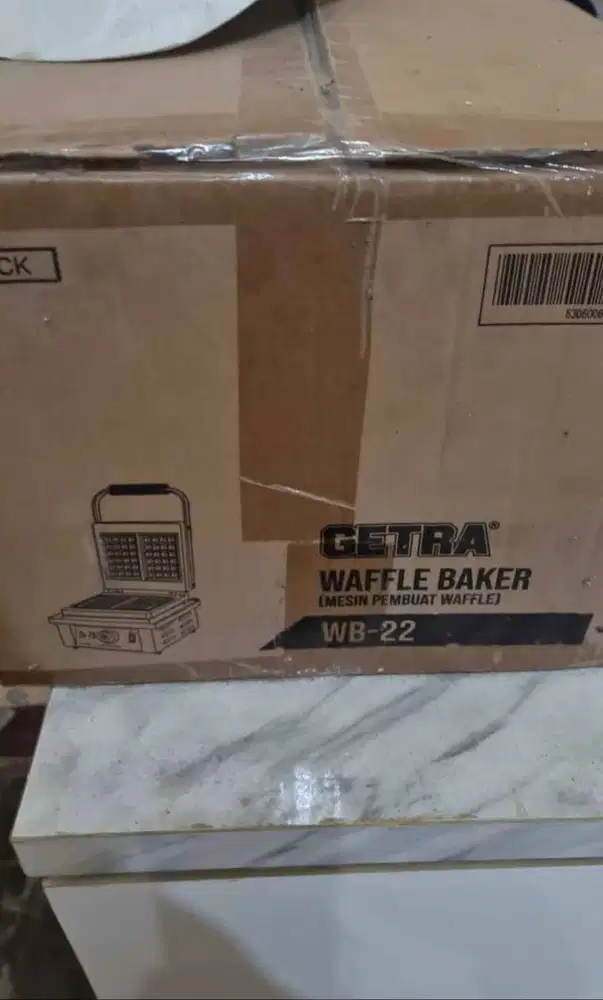 CK
GETRA®
WAFFLE BAKER
(MESIN PEMBUAT WAFFLE)
WB-22